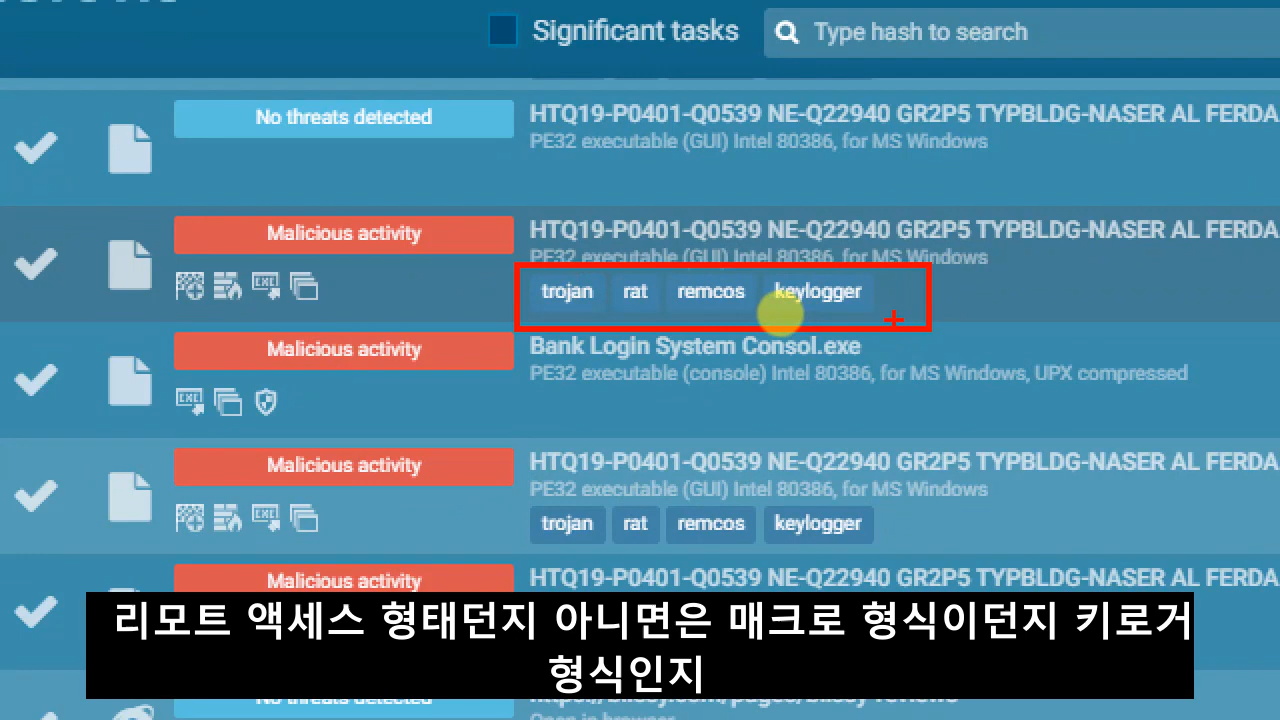 Significant tasks
Type hash to search
No threats detected
HTQ19-P0401-Q0539 NE-Q22940 GR2P5 TYPBLDG-NASER AL FERDA
PE32 executable (GUI) Intel 80386, for MS Windows
Malicious activity
HTQ19-P0401-Q0539 NE-Q22940 GR2P5 TYPBLDG-NASER AL FERDA
PE32 executable (GUI) Intel 80386, for MS Windows
trojan rat remcos keylogger
Malicious activity
Bank Login System Consol.exe
PE32 executable (console) Intel 80386, for MS Windows, UPX compressed
Malicious activity
HTQ19-P0401-Q0539 NE-Q22940 GR2P5 TYPBLDG-NASER AL FERDA
PE32 executable (GUI) Intel 80386, for MS Windows
trojan rat remcos keylogger
Malicious activity
HTQ19-P0401-Q0539 NE-Q22940 GR2P5 TYPBLDG-NASER AL FERDA
리모트 액세스 형태던지 아니면은 매크로 형식이던지 키로거
형식인지
No threats detected